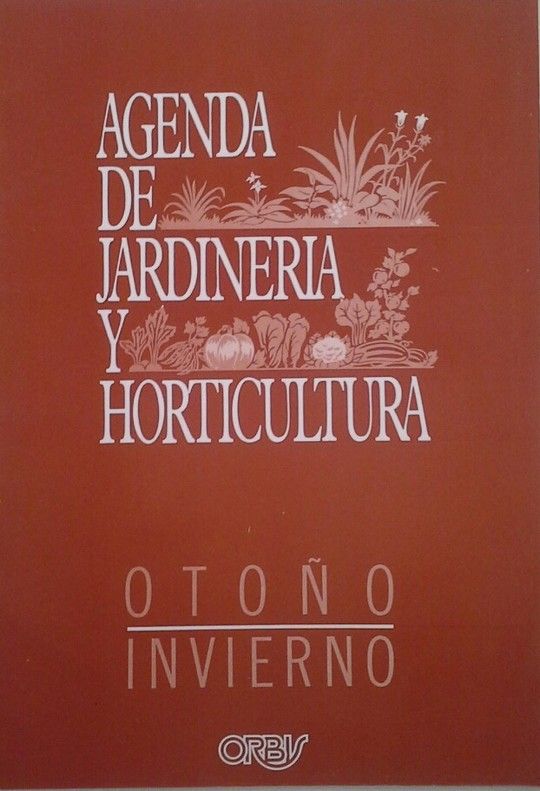 AGENDA
DE
JARDINERIA
Y
HORTICULTURA
OTOÑO
INVIERNO
ORBIS